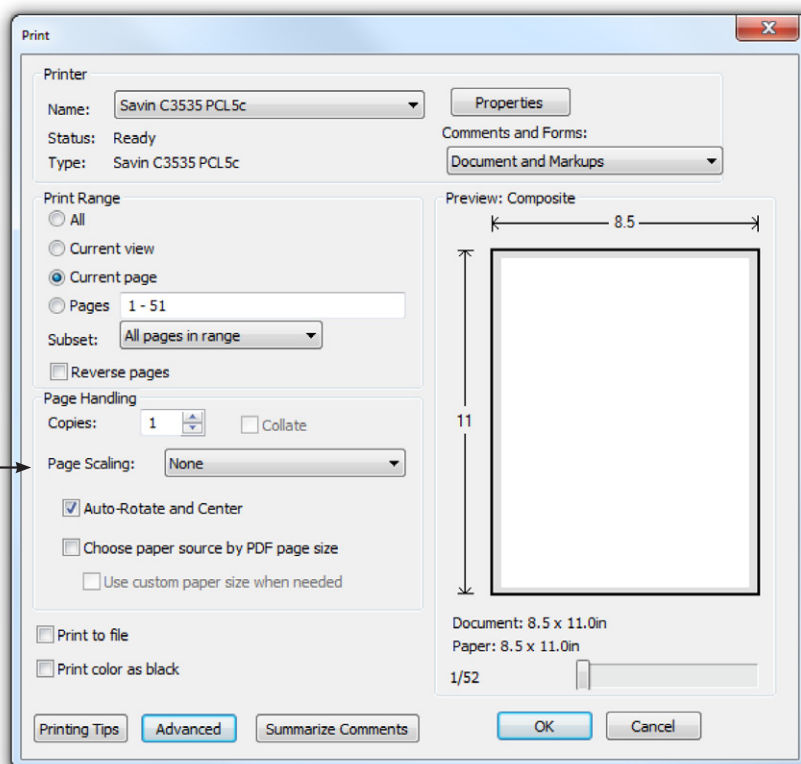 Print
Printer
Name: Savin C3535 PCL5c
Properties
Status: Ready
Comments and Forms:
Type: Savin C3535 PCL5c
Document and Markups
Print Range
All
Current view
Current page
Pages 1 - 51
Subset: All pages in range
Reverse pages
Page Handling
Copies: 1 Collate
Page Scaling: None
Auto-Rotate and Center
Choose paper source by PDF page size
Use custom paper size when needed
Print to file
Print color as black
Preview: Composite
8.5
11
Document: 8.5 x 11.0in
Paper: 8.5 x 11.0in
1/52
Printing Tips Advanced Summarize Comments OK Cancel